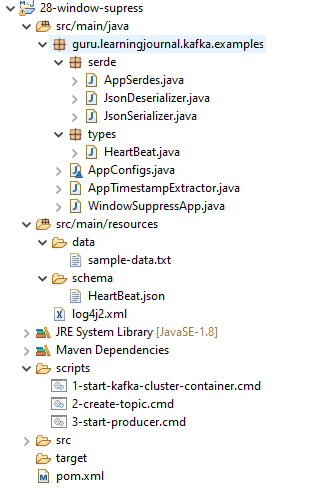 28-window-supress
src/main/java
guru.learningjournal.kafka.examples
serde
AppSerdes.java
JsonDeserializer.java
JsonSerializer.java
types
HeartBeat.java
AppConfigs.java
AppTimestampExtractor.java
WindowSuppressApp.java
src/main/resources
data
sample-data.txt
schema
HeartBeat.json
log4j2.xml
JRE System Library [JavaSE-1.8]
Maven Dependencies
scripts
1-start-kafka-cluster-container.cmd
2-create-topic.cmd
3-start-producer.cmd
src
target
pom.xml